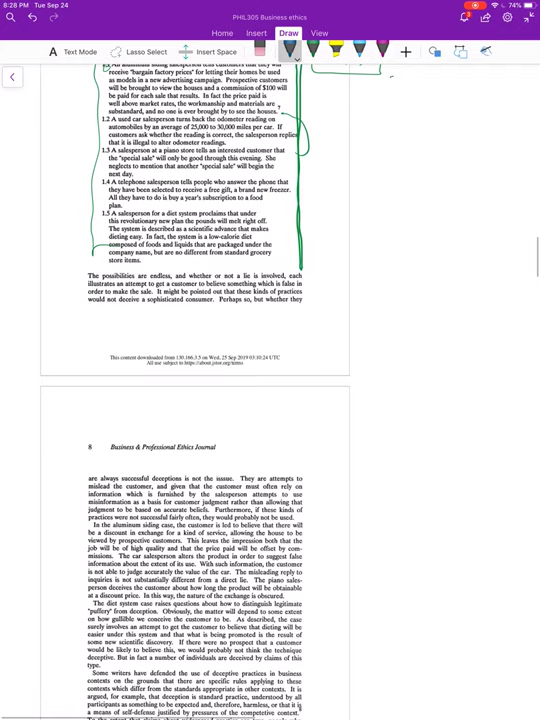 8:28 PM Tue Sep 24
74%
PHIL305 Business ethics
3
Home Insert Draw View
Text Mode Lasso Select Insert Space
1.1 An aluminum siding salesperson tells customers that they will
receive "bargain factory prices" for letting their homes be used
as models in a new advertising campaign. Prospective customers
will be brought to view the houses and a commission of $100 will
be paid for each sale that results. In fact the price paid is
well above market rates, the workmanship and materials are
substandard, and no one is ever brought by to see the houses.
1.2 A used car salesperson turns back the odometer reading on
automobiles by an average of 25,000 to 30,000 miles per car. If
customers ask whether the reading is correct, the salesperson replies
that it is illegal to alter odometer readings.
1.3 A salesperson at a piano store tells an interested customer that
the "special sale" will only be good through this evening. She
neglects to mention that another "special sale" will begin the
next day.
1.4 A telephone salesperson tells people who answer the phone that
they have been selected to receive a free gift, a brand new freezer.
All they have to do is buy a year's subscription to a food
plan.
1.5 A salesperson for a diet system proclaims that under
this revolutionary new plan the pounds will melt right off.
The system is described as a scientific advance that makes
dieting easy. In fact, the system is a low-calorie diet
composed of foods and liquids that are packaged under the
company name, but are no different from standard grocery
store items.
The possibilities are endless, and whether or not a lie is involved, each
illustrates an attempt to get a customer to believe something which is false in
order to make the sale. It might be pointed out that these kinds of practices
would not deceive a sophisticated consumer. Perhaps so, but whether they
This content downloaded from 130.166.3.5 on Wed, 25 Sep 2019 03:10:24 UTC
All use subject to https://about.jstor.org/terms
8 Business & Professional Ethics Journal
are always successful deceptions is not the isssue. They are attempts to
mislead the customer, and given that the customer must often rely on
information which is furnished by the salesperson attempts to use
misinformation as a basis for customer judgment rather than allowing that
judgment to be based on accurate beliefs. Furthermore, if these kinds of
practices were not successful fairly often, they would probably not be used.
In the aluminum siding case, the customer is led to believe that there will
be a discount in exchange for a kind of service, allowing the house to be
viewed by prospective customers. This leaves the impression both that the
job will be of high quality and that the price paid will be offset by com-
missions. The car salesperson alters the product in order to suggest false
information about the extent of its use. With such information, the customer
is not able to judge accurately the value of the car. The misleading reply to
inquiries is not substantially different from a direct lie. The piano sales-
person deceives the customer about how long the product will be obtainable
at a discount price. In this way, the nature of the exchange is obscured.
The diet system case raises questions about how to distinguish legitimate
"puffery" from deception. Obviously, the matter will depend to some extent
on how gullible we conceive the customer to be. As described, the case
surely involves an attempt to get the customer to believe that dieting will be
easier under this system and that what is being promoted is the result of
some new scientific discovery. If there were no prospect that a customer
would be likely to believe this, we would probably not think the technique
deceptive. But in fact a number of individuals are deceived by claims of this
type.
Some writers have defended the use of deceptive practices in business
contexts on the grounds that there are specific rules applying to these
contexts which differ from the standards appropriate in other contexts. It is
argued, for example, that deception is standard practice, understood by all
participants as something to be expected and, therefore, harmless, or that it is
a means of self-defense justified by pressures of the competetive context.